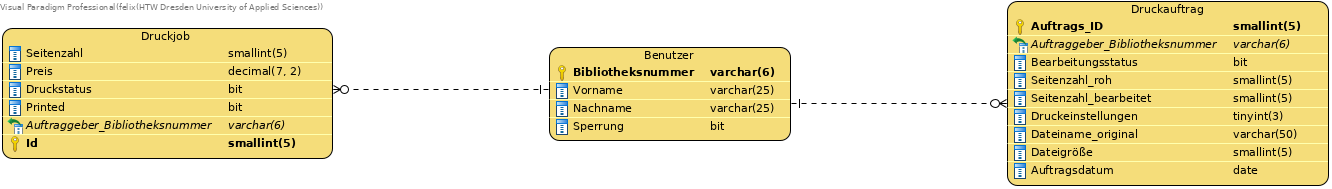 Visual Paradigm Professional(felix(HTW Dresden University of Applied Sciences))
Druckjob
Seitenzahl smallint(5)
Preis decimal(7, 2)
Druckstatus bit
Printed bit
Auftraggeber_Bibliotheksnummer varchar(6)
Id smallint(5)
Benutzer
Bibliotheksnummer varchar(6)
Vorname varchar(25)
Nachname varchar(25)
Sperrung bit
Druckauftrag
Auftrags_ID smallint(5)
Auftraggeber_Bibliotheksnummer varchar(6)
Bearbeitungsstatus bit
Seitenzahl_roh smallint(5)
Seitenzahl_bearbeitet smallint(5)
Druckeinstellungen tinyint(3)
Dateiname_original varchar(50)
Dateigröße smallint(5)
Auftragsdatum date